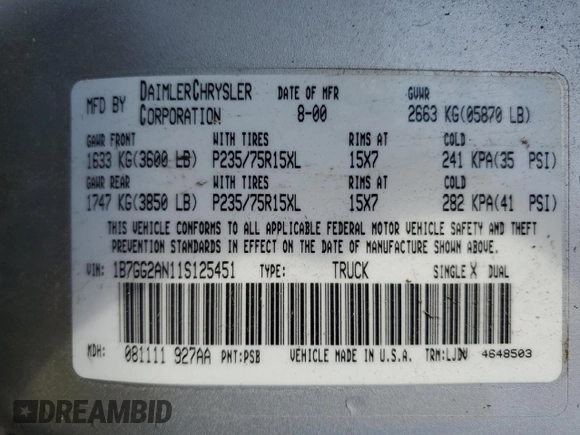 MFD BY DAIMLERCHRYSLER CORPORATION DATE OF MFR 8-00 GVWR 2663 KG(05870 LB)
GAWR FRONT WITH TIRES RIMS AT COLD
1633 KG(3600 LB) P235/75R15XL 15X7 241 KPA(35 PSI)
GAWR REAR WITH TIRES RIMS AT COLD
1747 KG(3850 LB) P235/75R15XL 15X7 282 KPA(41 PSI)
THIS VEHICLE CONFORMS TO ALL APPLICABLE FEDERAL MOTOR VEHICLE SAFETY AND THEFT
PREVENTION STANDARDS IN EFFECT ON THE DATE OF MANUFACTURE SHOWN ABOVE.
VIN: 1B7GG2AN11S125451 TYPE: TRUCK SINGLE X DUAL
MDH: 081111 927AA PNT:PSB VEHICLE MADE IN U.S.A. TRM:LJDV 4648503
DREAMBID